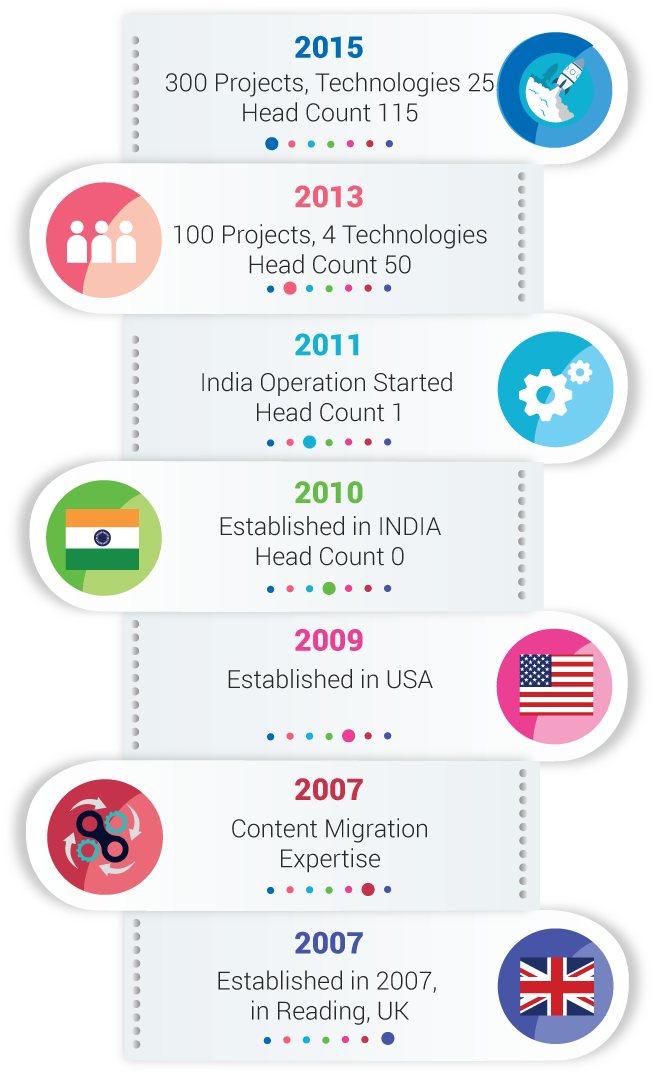 2015
300 Projects, Technologies 25
Head Count 115
2013
100 Projects, 4 Technologies
Head Count 50
2011
India Operation Started
Head Count 1
2010
Established in INDIA
Head Count 0
2009
Established in USA
2007
Content Migration
Expertise
2007
Established in 2007,
in Reading, UK